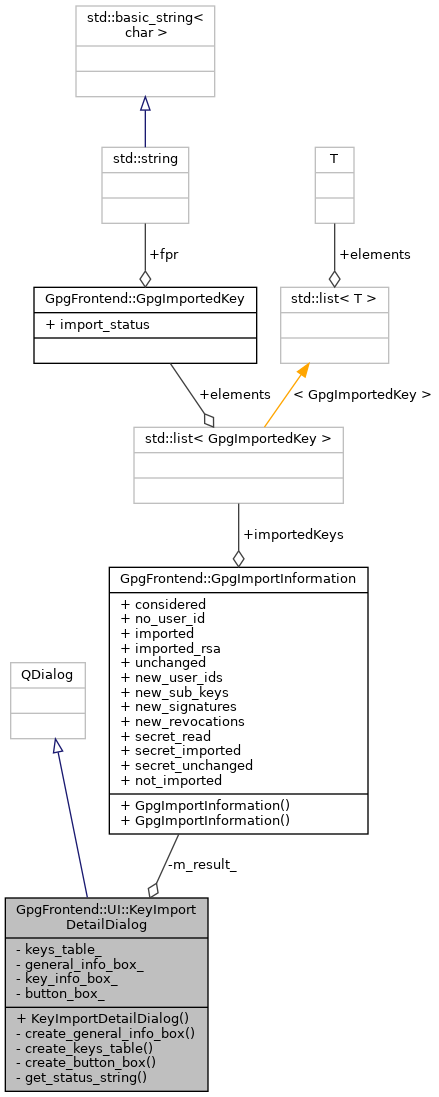 std::basic_string<
char >
std::string
T
+fpr
+elements
GpgFrontend::GpgImportedKey
+ import_status
std::list< T >
+elements
< GpgImportedKey >
std::list< GpgImportedKey >
+importedKeys
GpgFrontend::GpgImportInformation
+ considered
+ no_user_id
+ imported
+ imported_rsa
+ unchanged
+ new_user_ids
+ new_sub_keys
+ new_signatures
+ new_revocations
+ secret_read
+ secret_imported
+ secret_unchanged
+ not_imported
+ GpgImportInformation()
+ GpgImportInformation()
QDialog
-m_result_
GpgFrontend::UI::KeyImport
DetailDialog
- keys_table_
- general_info_box_
- key_info_box_
- button_box_
+ KeyImportDetailDialog()
- create_general_info_box()
- create_keys_table()
- create_button_box()
- get_status_string()